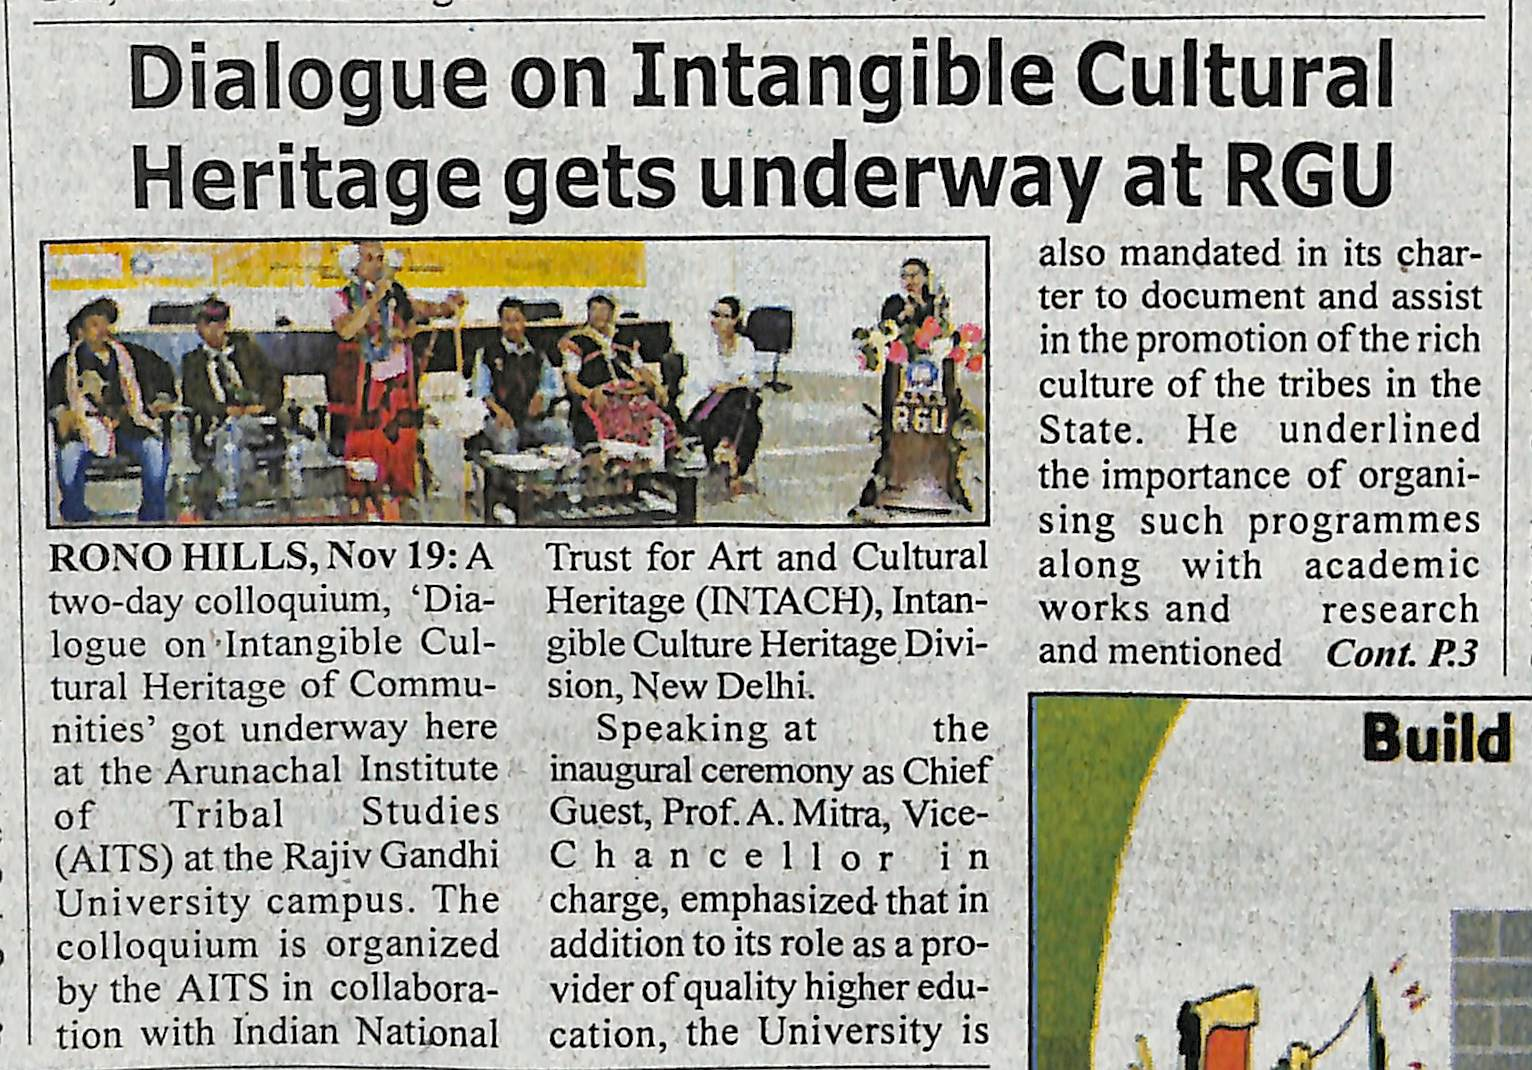 Dialogue on Intangible Cultural
Heritage gets underway at RGU
RGU
RONO HILLS, Nov 19: A
two-day colloquium, ‘Dia-
logue on Intangible Cul-
tural Heritage of Commu-
nities’ got underway here
at the Arunachal Institute
of Tribal Studies
(AITS) at the Rajiv Gandhi
University campus. The
colloquium is organized
by the AITS in collabora-
tion with Indian National
Trust for Art and Cultural
Heritage (INTACH), Intan-
gible Culture Heritage Divi-
sion, New Delhi.
Speaking at the
inaugural ceremony as Chief
Guest, Prof. A. Mitra, Vice-
Chancellor in
charge, emphasized that in
addition to its role as a pro-
vider of quality higher edu-
cation, the University is
also mandated in its char-
ter to document and assist
in the promotion of the rich
culture of the tribes in the
State. He underlined
the importance of organi-
sing such programmes
along with academic
works and research
and mentioned Cont. P.3
Build